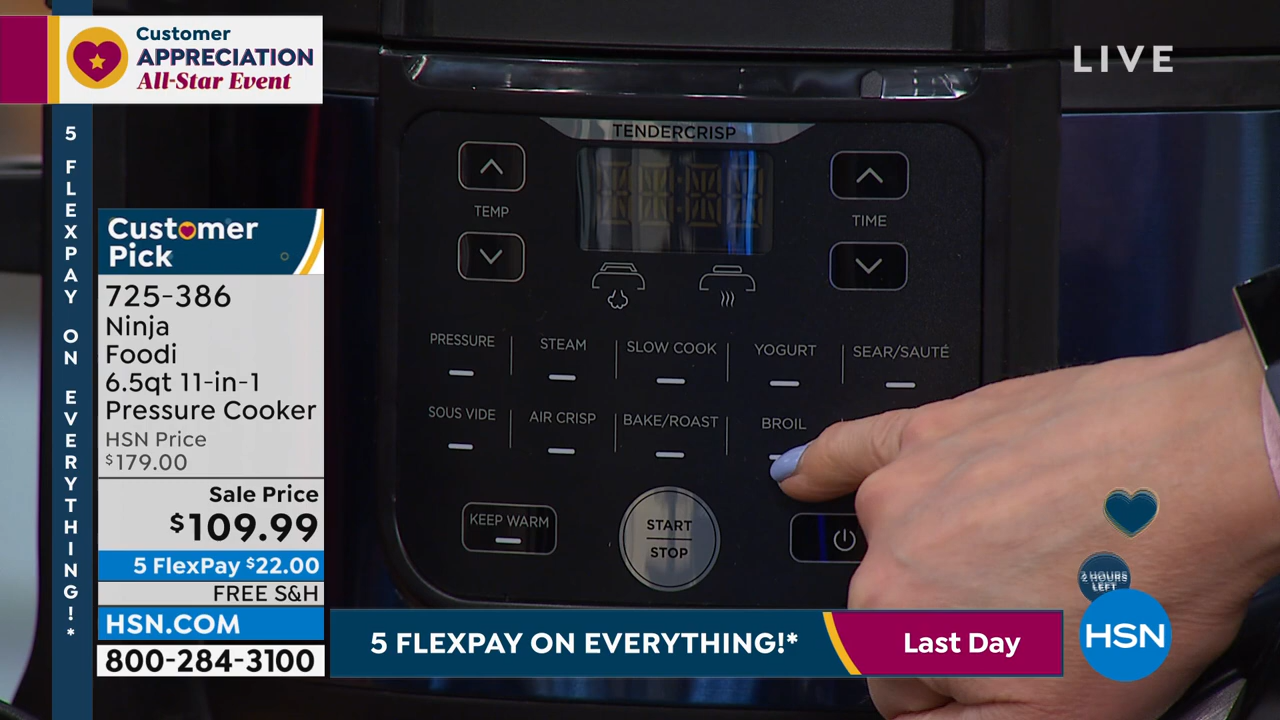 Customer
APPRECIATION
All-Star Event
LIVE
5 FLEXPAY ON EVERYTHING!*
Customer
Pick
725-386
Ninja
Foodi
6.5qt 11-in-1
Pressure Cooker
HSN Price
$179.00
Sale Price
$109.99
5 FlexPay $22.00
FREE S&H
HSN.COM
800-284-3100
TENDERCRISP
TEMP
TIME
PRESSURE
STEAM
SLOW COOK
YOGURT
SEAR/SAUTÉ
SOUS VIDE
AIR CRISP
BAKE/ROAST
BROIL
KEEP WARM
START
STOP
2 HOURS
LEFT
5 FLEXPAY ON EVERYTHING!*
Last Day
HSN